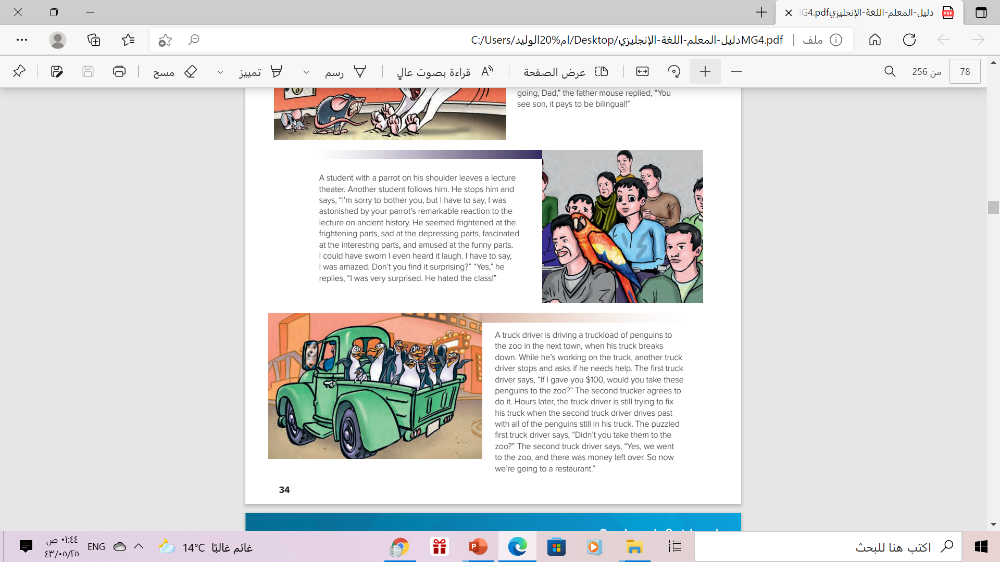 دليل-المعلم-اللغة-الإنجليزيMG4.pdf
C:/Users/ام%20الوليد/Desktop/دليل-المعلم-اللغة-الإنجليزيMG4.pdf
ملف
78
من 256
عرض الصفحة
قراءة بصوت عالٍ
رسم
تمييز
مسح
going, Dad,” the father mouse replied, “You
see son, it pays to be bilingual!”
A student with a parrot on his shoulder leaves a lecture
theater. Another student follows him. He stops him and
says, “I’m sorry to bother you, but I have to say, I was
astonished by your parrot’s remarkable reaction to the
lecture on ancient history. He seemed frightened at the
frightening parts, sad at the depressing parts, fascinated
at the interesting parts, and amused at the funny parts.
I could have sworn I even heard it laugh. I have to say,
I was amazed. Don’t you find it surprising?” “Yes,” he
replies, “I was very surprised. He hated the class!”
A truck driver is driving a truckload of penguins to
the zoo in the next town, when his truck breaks
down. While he’s working on the truck, another truck
driver stops and asks if he needs help. The first truck
driver says, “If I gave you $100, would you take these
penguins to the zoo?” The second trucker agrees to
do it. Hours later, the truck driver is still trying to fix
his truck when the second truck driver drives past
with all of the penguins still in his truck. The puzzled
first truck driver says, “Didn’t you take them to the
zoo?” The second truck driver says, “Yes, we went
to the zoo, and there was money left over. So now
we’re going to a restaurant.”
34
اكتب هنا للبحث
14°C غائم غالبًا
ENG
٠١:٤٤ ص
٤٣/٠٥/٢٥